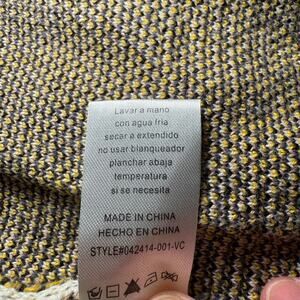 Lavar a mano
con agua fria
secar a extendido
no usar blanqueador
planchar abaja
temperatura
si se necesita
MADE IN CHINA
HECHO EN CHINA
STYLE#042414-001-VC